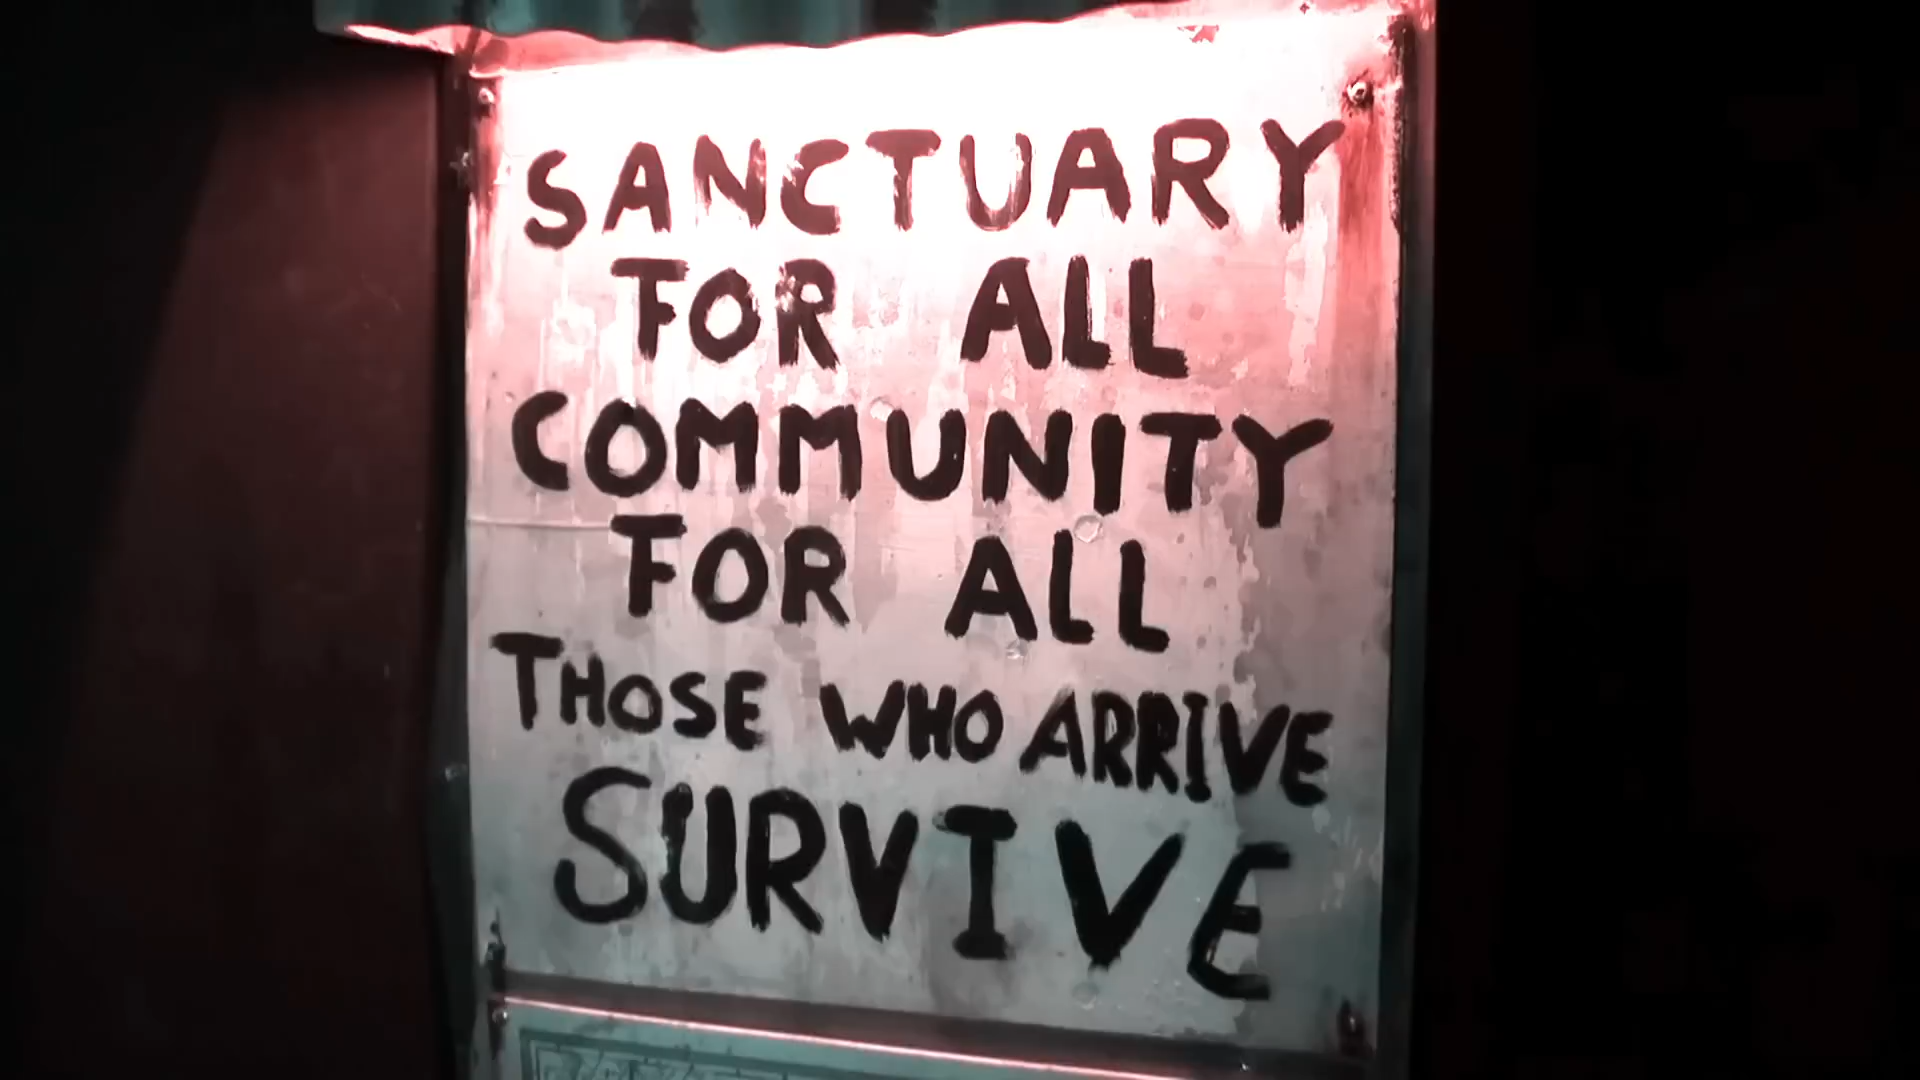 SANCTUARY
FOR ALL
COMMUNITY
FOR ALL
THOSE WHO ARRIVE
SURVIVE